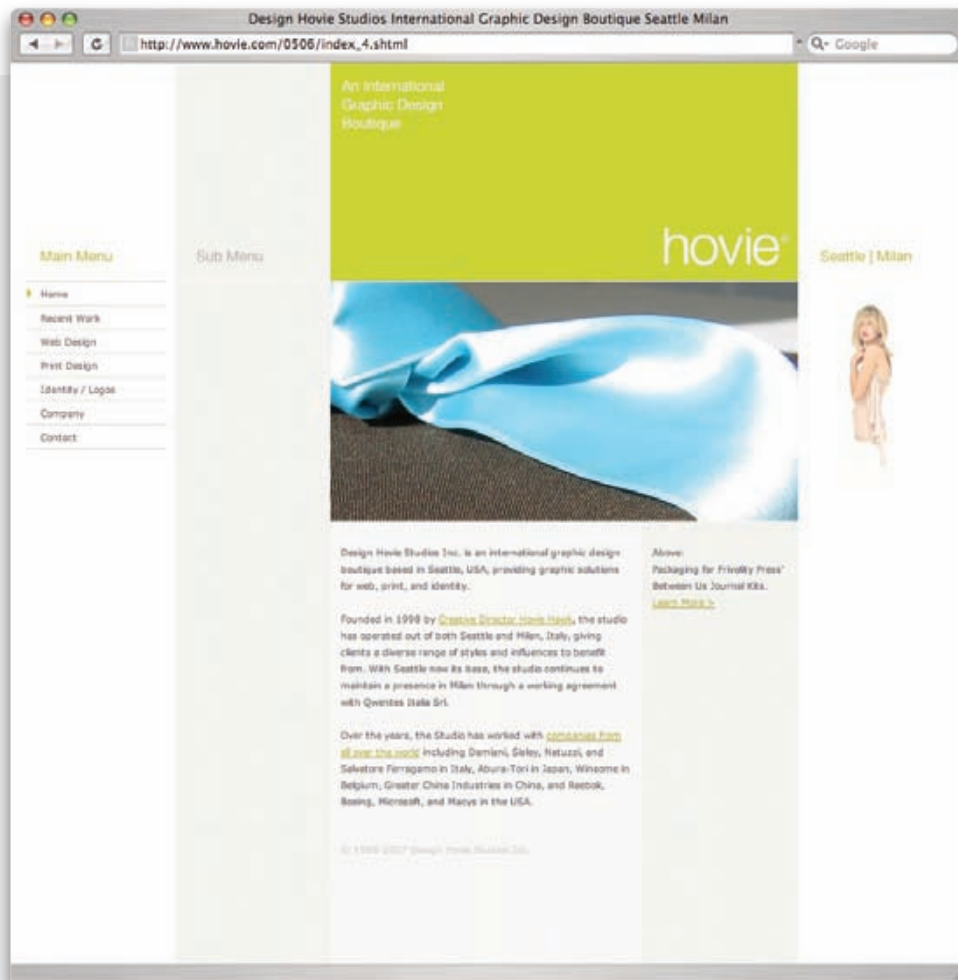 Design Hovie Studios International Graphic Design Boutique Seattle Milan
http://www.hovie.com/0506/index_4.shtml
Google
An International
Graphic Design
Boutique
hovie®
Main Menu
Sub Menu
Seattle | Milan
Home
Recent Work
Web Design
Print Design
Identity / Logos
Company
Contact
Design Hovie Studios Inc. is an international graphic design
boutique based in Seattle, USA, providing graphic solutions
for web, print, and identity.
Founded in 1998 by Creative Director Hovie Hawk, the studio
has operated out of both Seattle and Milan, Italy, giving
clients a diverse range of styles and influences to benefit
from. With Seattle now its base, the studio continues to
maintain a presence in Milan through a working agreement
with Qwentes Italia Srl.
Over the years, the Studio has worked with companies from
all over the world including Damiani, Sisley, Natuzzi, and
Salvatore Ferragamo in Italy, Abura-Tori in Japan, Winsome in
Belgium, Greater China Industries in China, and Reebok,
Boeing, Microsoft, and Macys in the USA.
© 1998-2007 Design Hovie Studios Inc.
Above:
Packaging for Frivolity Press'
Between Us Journal Kits.
Learn More >